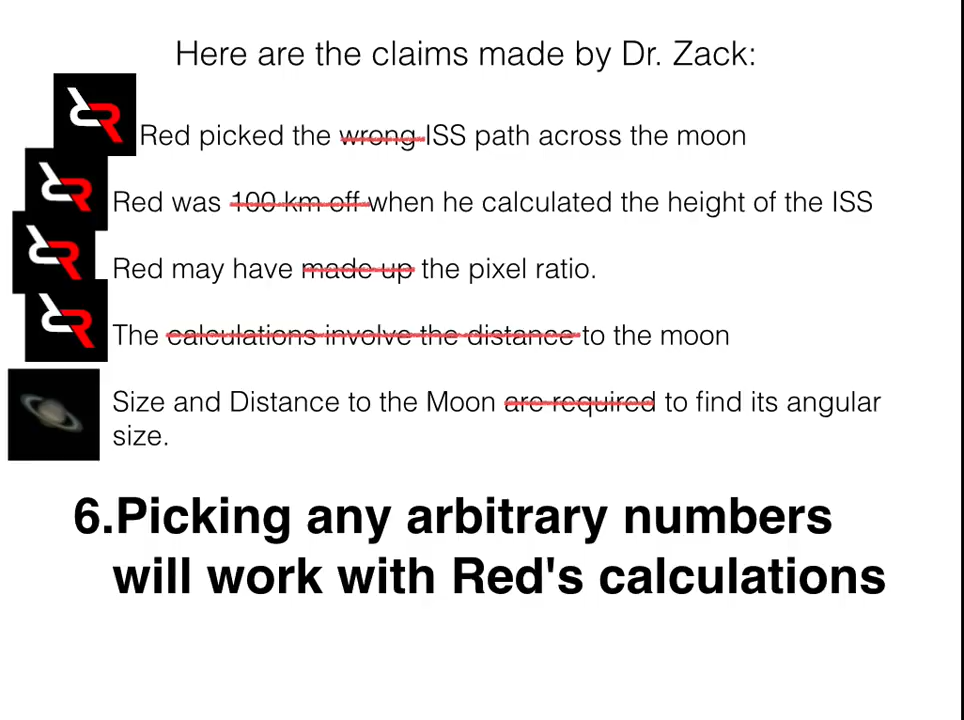 Here are the claims made by Dr. Zack:
Red picked the wrong ISS path across the moon
Red was 100 km off when he calculated the height of the ISS
Red may have made up the pixel ratio.
The calculations involve the distance to the moon
Size and Distance to the Moon are required to find its angular
size.
6.Picking any arbitrary numbers
will work with Red's calculations